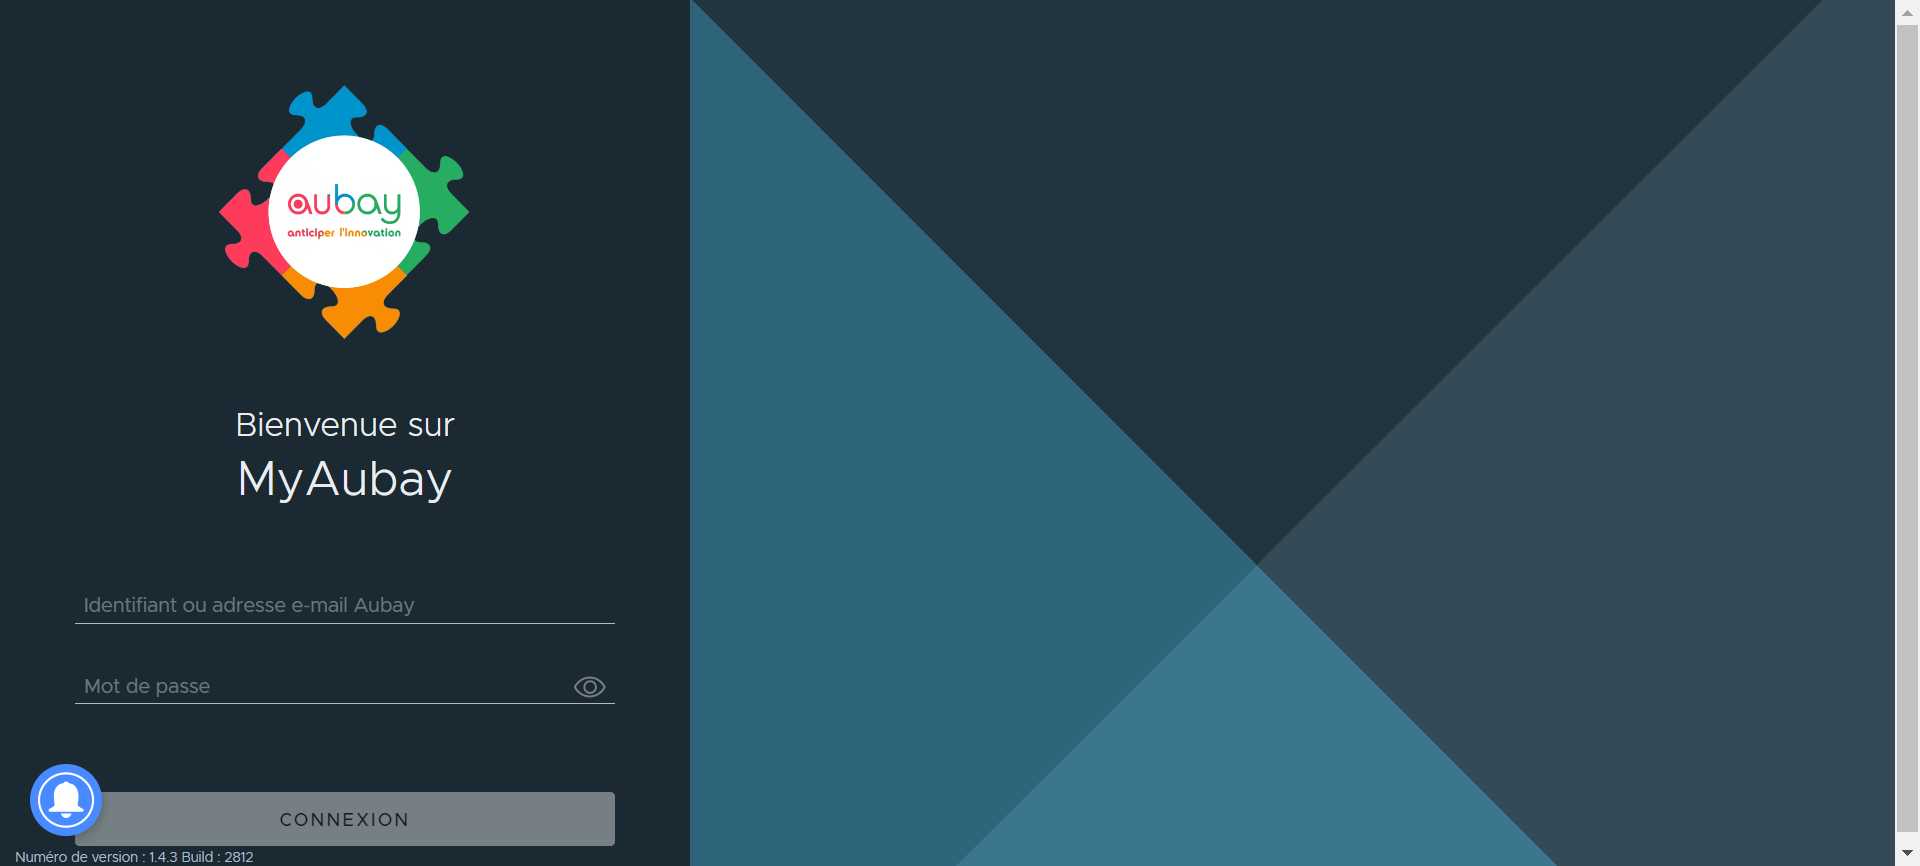 aubay
anticiper l'innovation
Bienvenue sur
MyAubay
Identifiant ou adresse e-mail Aubay
Mot de passe
CONNEXION
Numéro de version : 1.4.3 Build : 2812